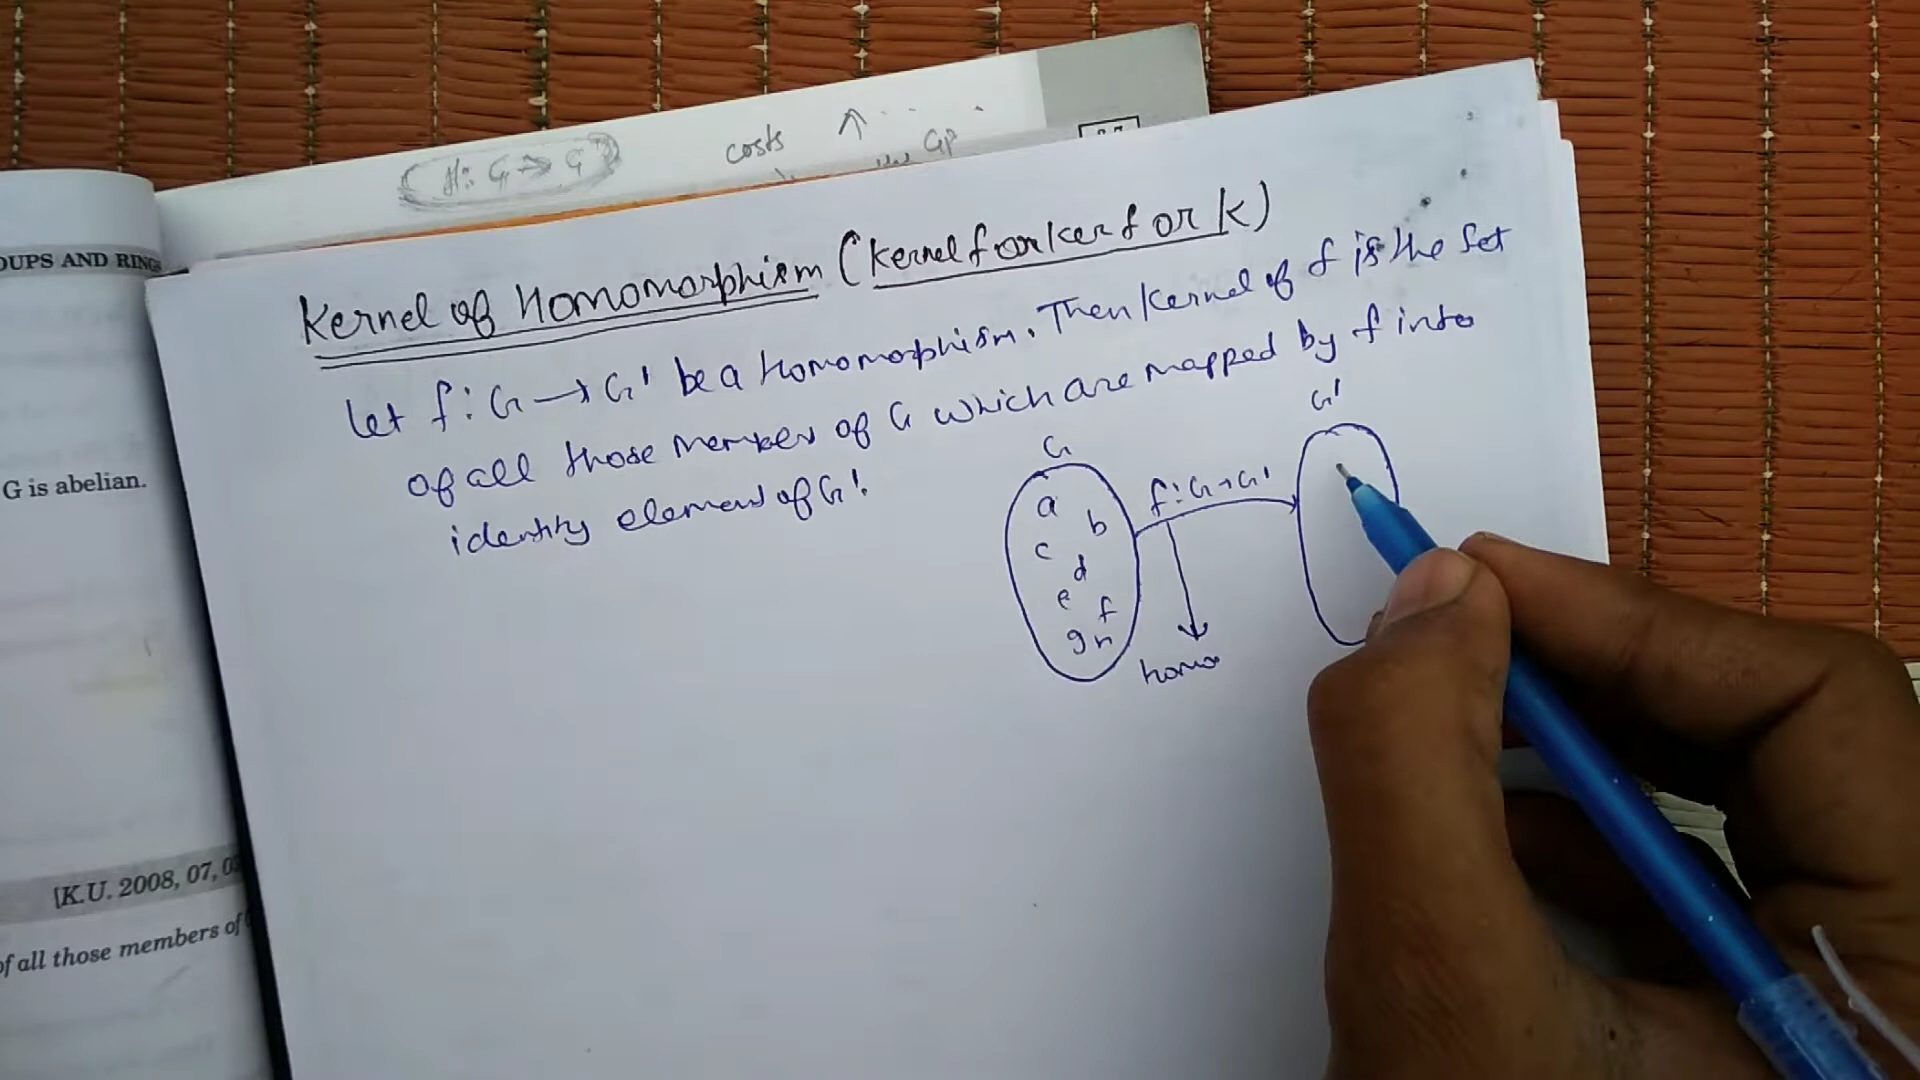 costs ↑
GP
Kernel of Homomorphism (Kernel f or ker f or K)
OUPS AND RING
Let f : G → G' be a Homomorphism. Then Kernel of f is the set
of all those member of G which are mapped by f into
identity element of G'.
G is abelian.
G
G'
f : G → G'
a
b
c
d
e
f
g h
homo
[K.U. 2008, 07, 0
of all those members of